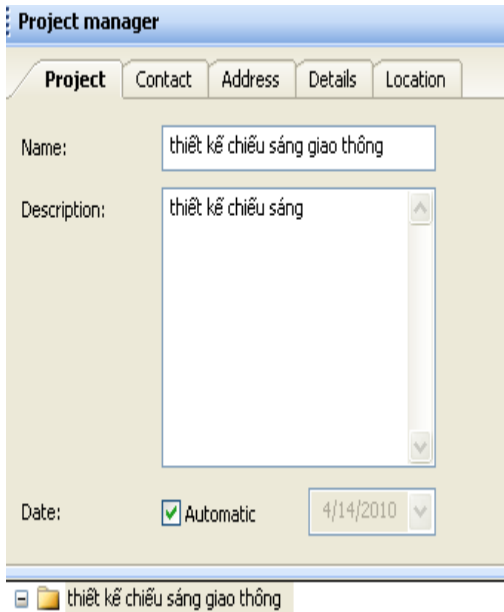 Project manager
Project Contact Address Details Location
Name: thiết kế chiếu sáng giao thông
Description: thiết kế chiếu sáng
Date: Automatic 4/14/2010
thiết kế chiếu sáng giao thông